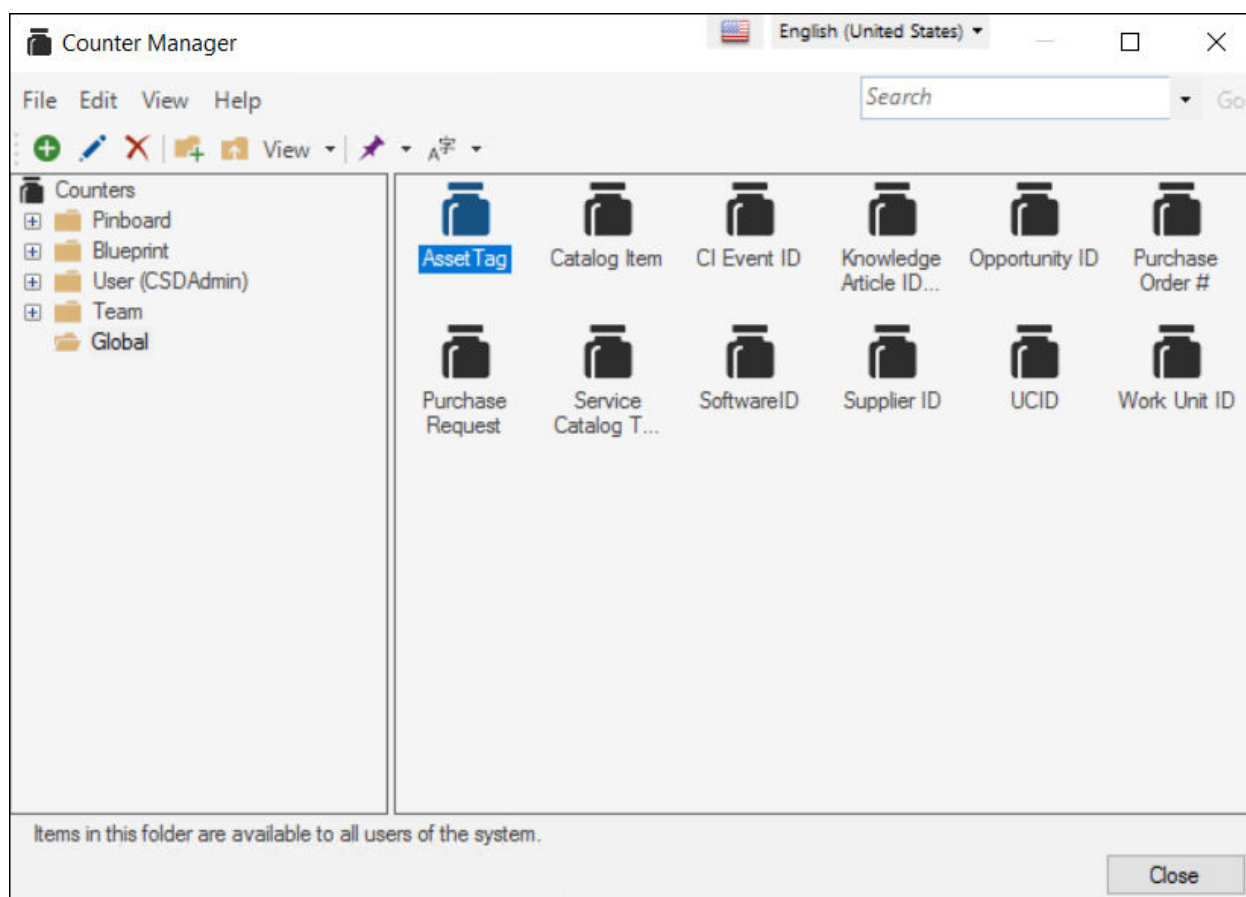 Counter Manager
English (United States)
File Edit View Help
Search
Go
View
A字
Counters
Pinboard
Blueprint
User (CSDAdmin)
Team
Global
AssetTag
Catalog Item
CI Event ID
Knowledge
Article ID...
Opportunity ID
Purchase
Order #
Purchase
Request
Service
Catalog T...
SoftwareID
Supplier ID
UCID
Work Unit ID
Items in this folder are available to all users of the system.
Close